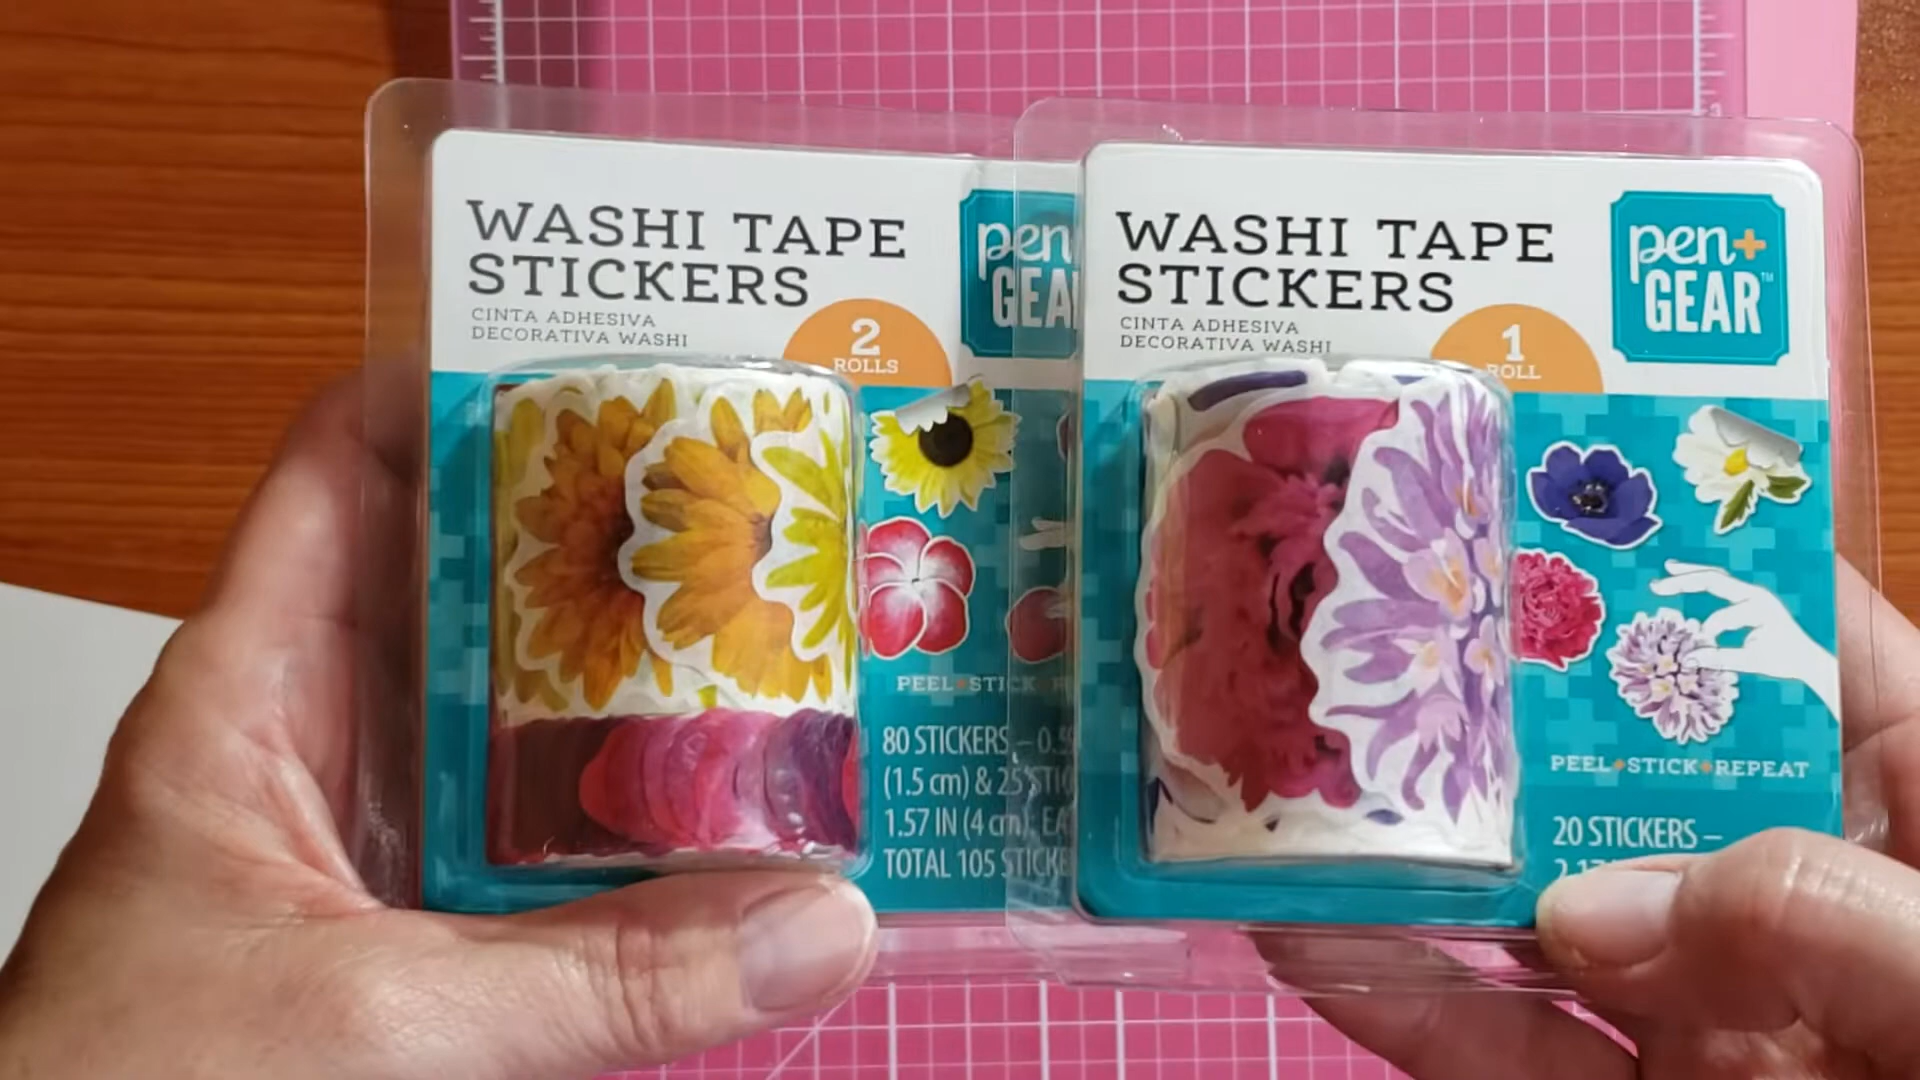 WASHI TAPE
STICKERS
CINTA ADHESIVA
DECORATIVA WASHI
2
ROLLS
pen
GEAR
PEEL+STICK
80 STICKERS –
(1.5 cm) & 25
1.57 IN (4 cm)
TOTAL 105
WASHI TAPE
STICKERS
CINTA ADHESIVA
DECORATIVA WASHI
1
ROLL
pen+
GEAR™
PEEL+STICK+REPEAT
20 STICKERS –